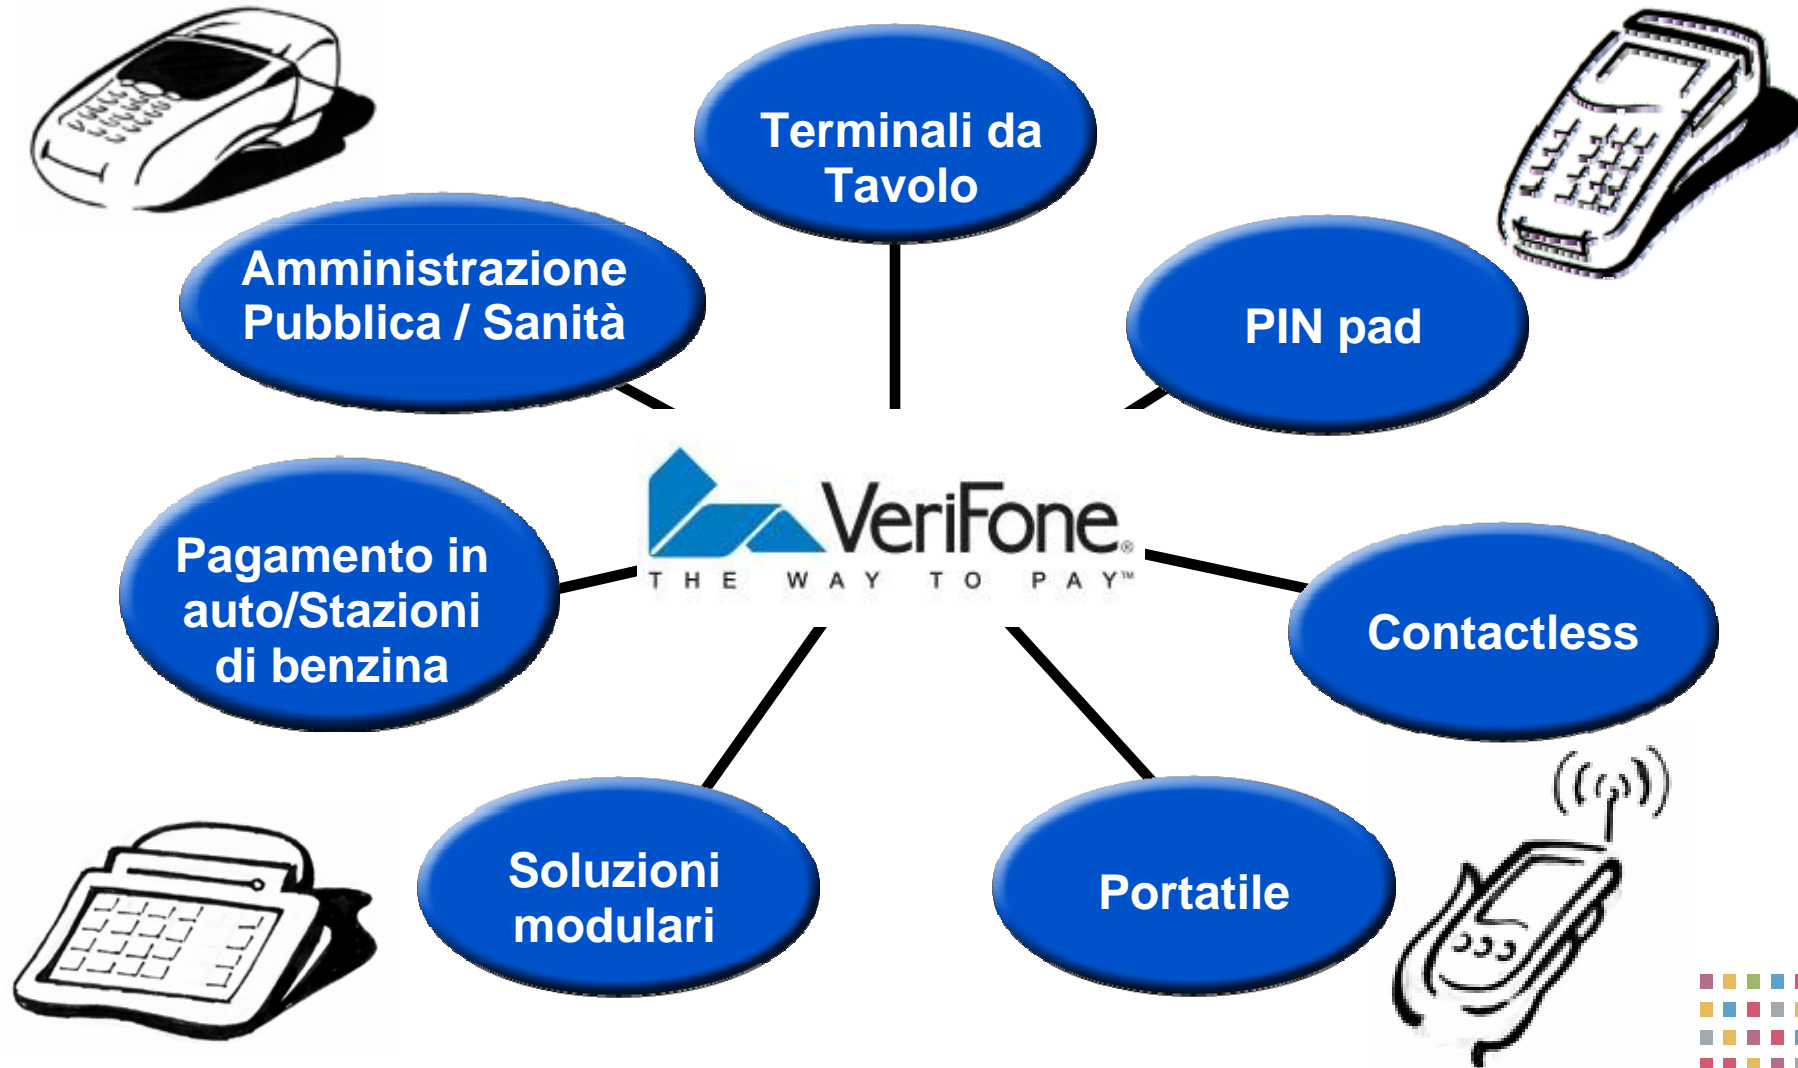 Terminali da
Tavolo
Amministrazione
Pubblica / Sanità
PIN pad
VeriFone®
THE WAY TO PAY™
Pagamento in
auto/Stazioni
di benzina
Contactless
Soluzioni
modulari
Portatile